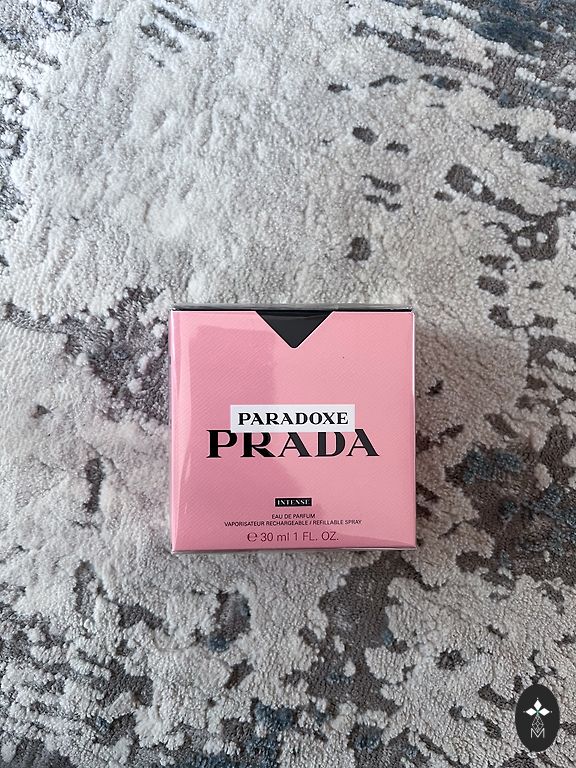 PARADOXE
PRADA
INTENSE
EAU DE PARFUM
VAPORISATEUR RECHARGEABLE / REFILLABLE SPRAY
℮ 30 ml 1 FL. OZ.
M